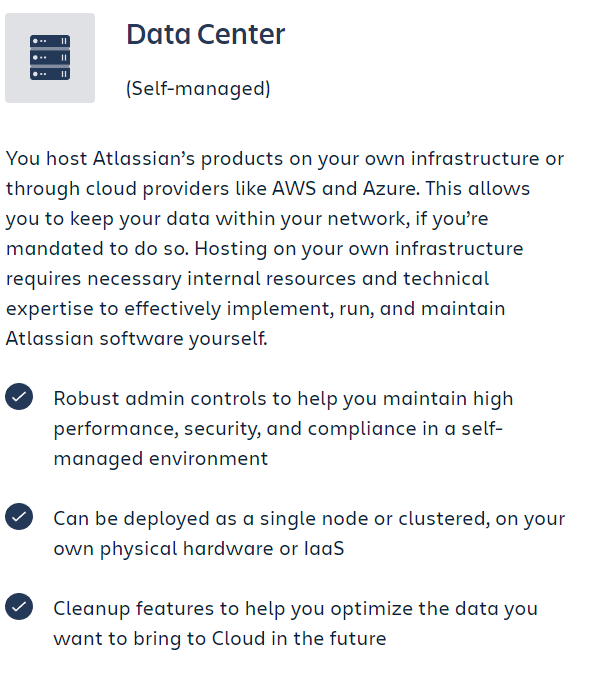 Data Center
(Self-managed)
You host Atlassian’s products on your own infrastructure or
through cloud providers like AWS and Azure. This allows
you to keep your data within your network, if you’re
mandated to do so. Hosting on your own infrastructure
requires necessary internal resources and technical
expertise to effectively implement, run, and maintain
Atlassian software yourself.
Robust admin controls to help you maintain high
performance, security, and compliance in a self-
managed environment
Can be deployed as a single node or clustered, on your
own physical hardware or IaaS
Cleanup features to help you optimize the data you
want to bring to Cloud in the future